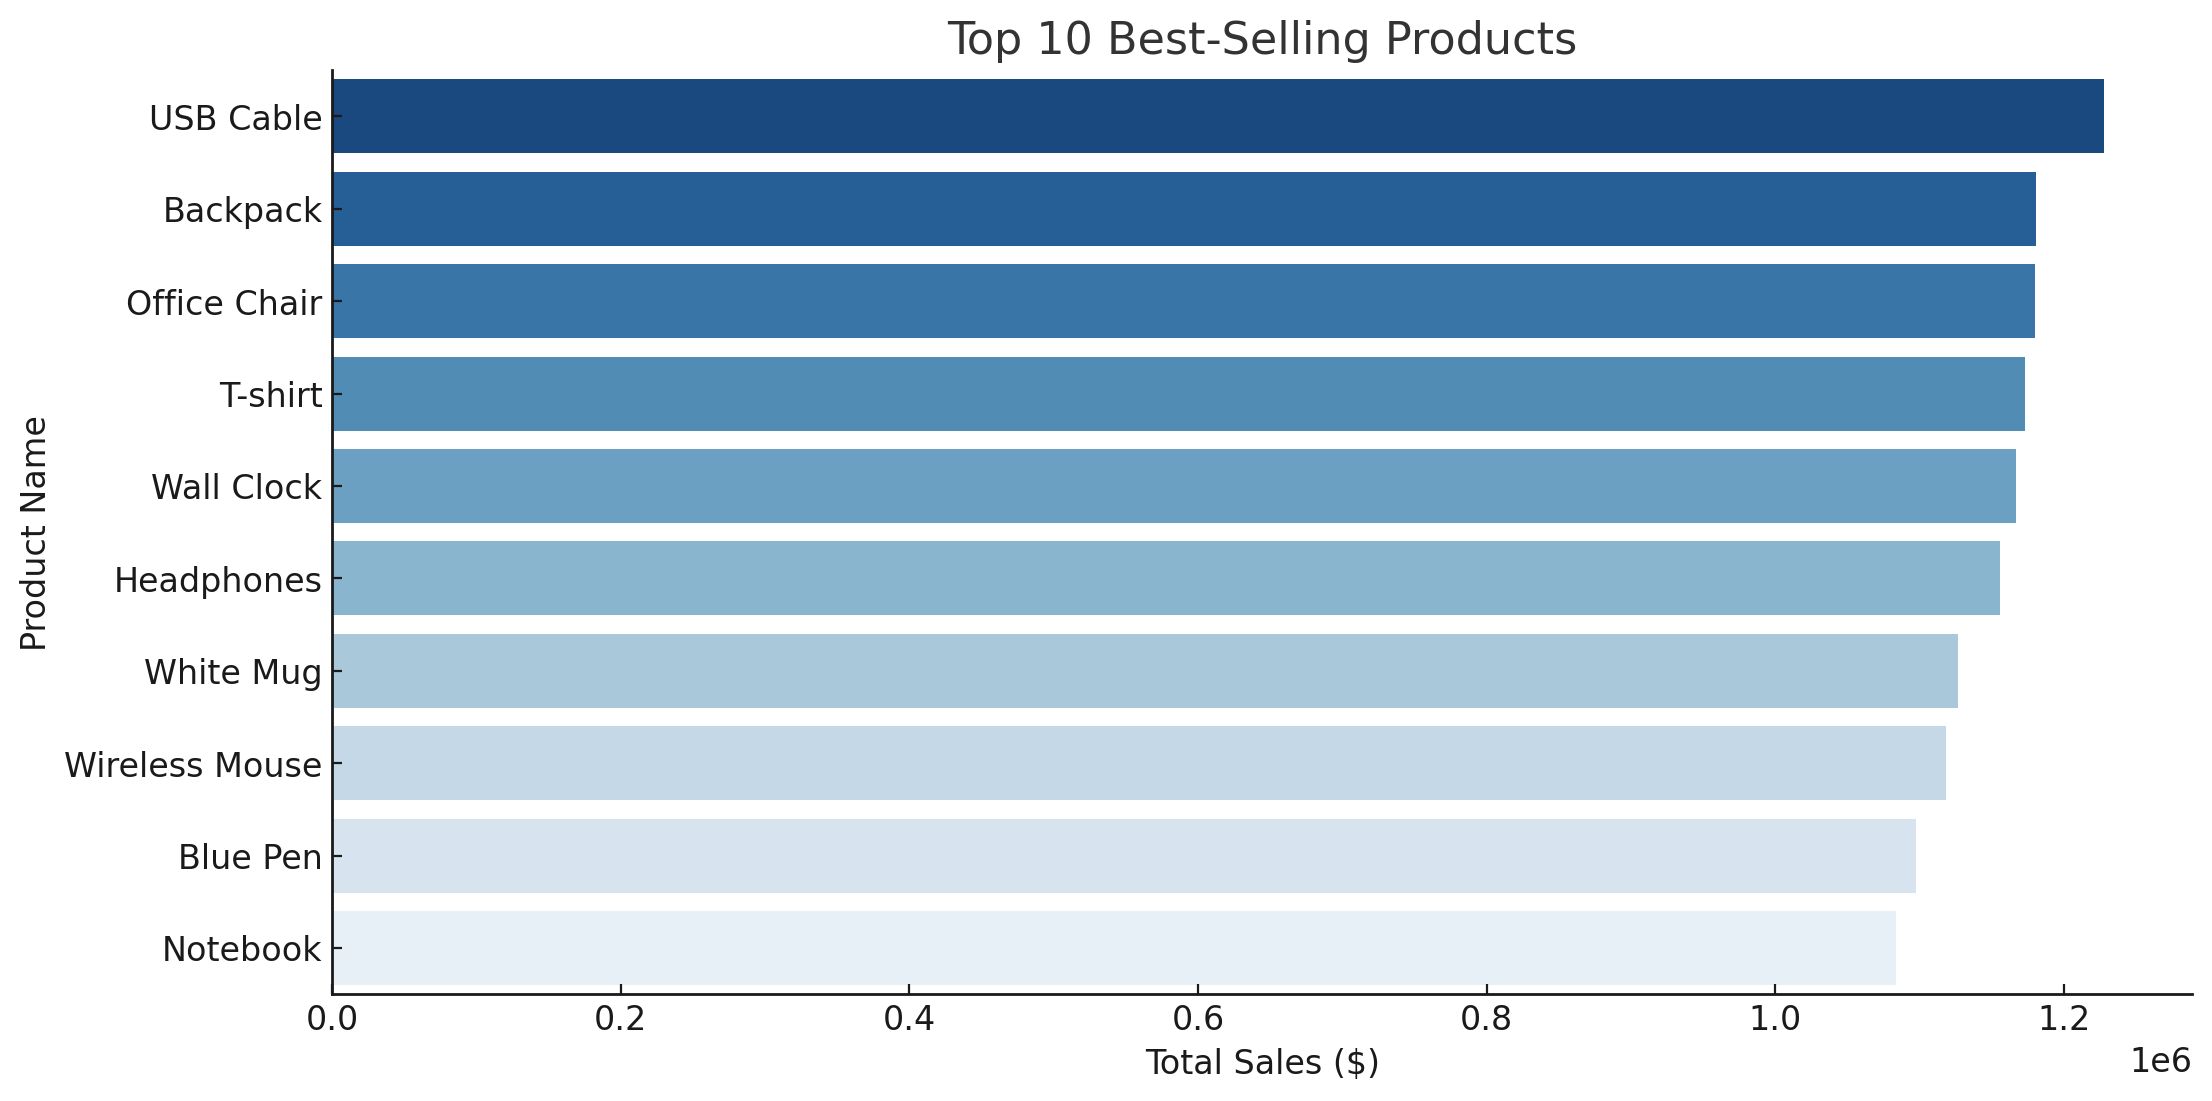 Top 10 Best-Selling Products
Product Name
USB Cable
Backpack
Office Chair
T-shirt
Wall Clock
Headphones
White Mug
Wireless Mouse
Blue Pen
Notebook
0.0 0.2 0.4 0.6 0.8 1.0 1.2
1e6
Total Sales ($)